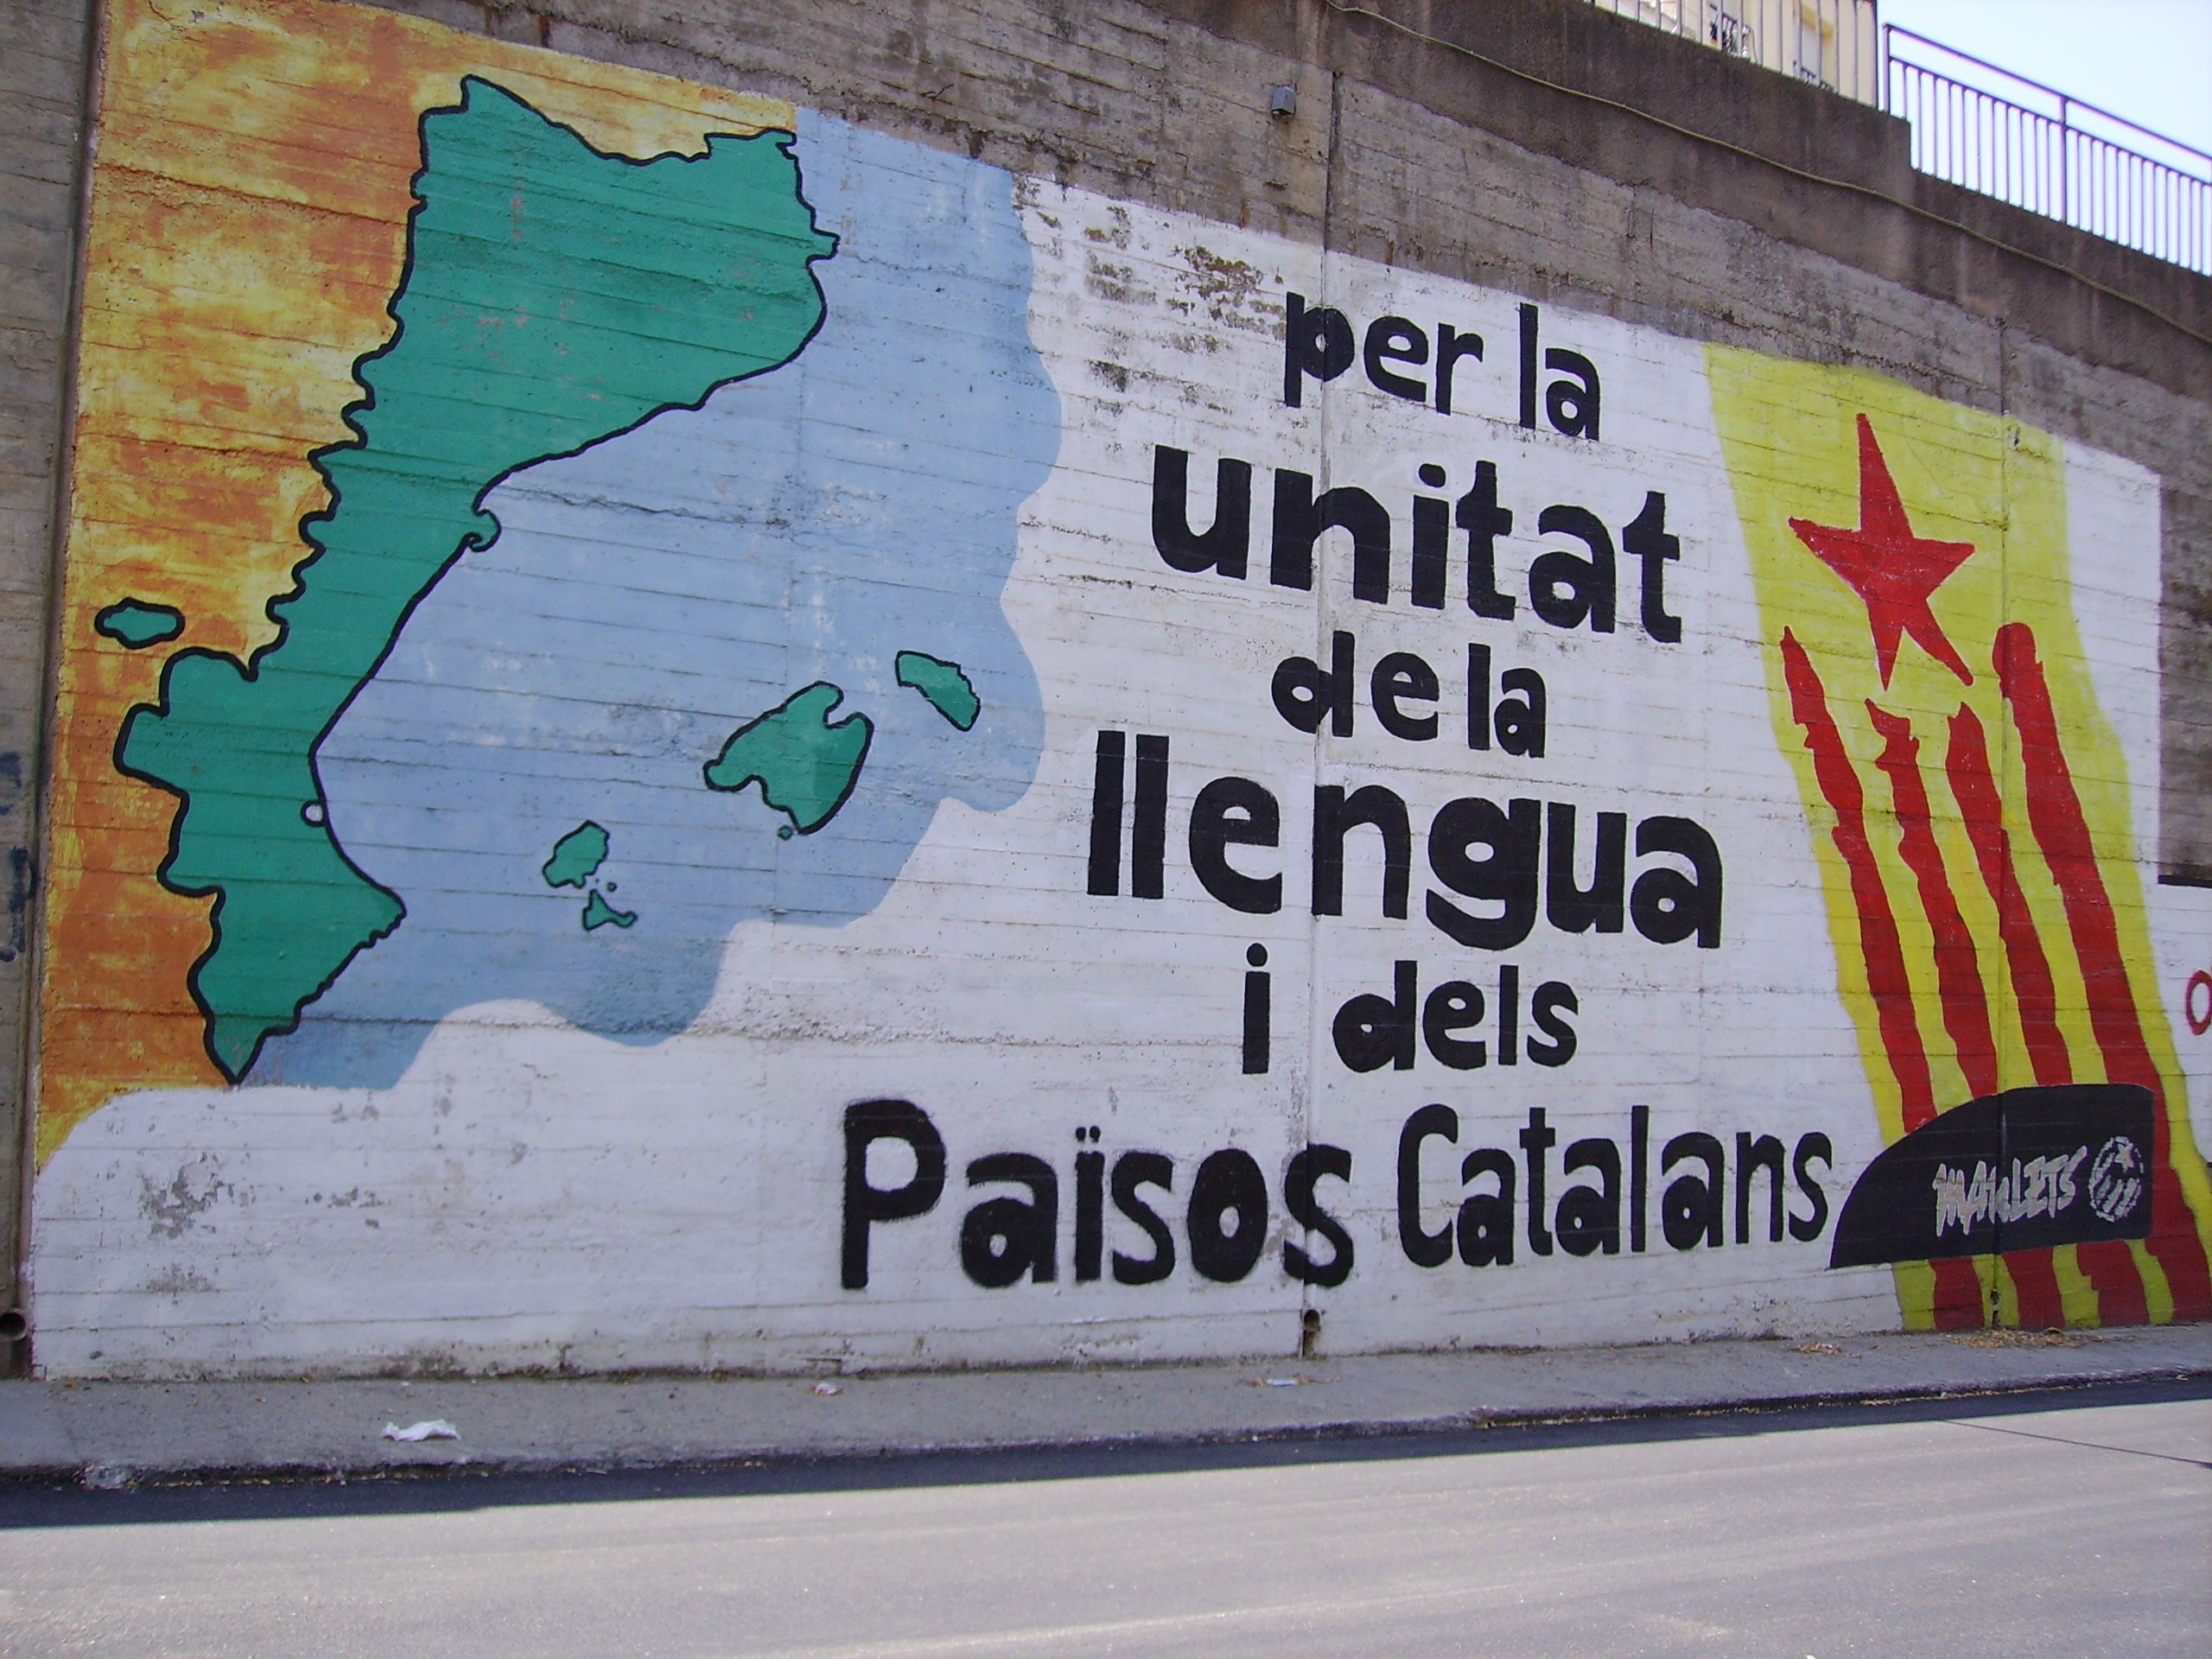 per la
unitat
de la
llengua
i dels
Països Catalans
MAULETS